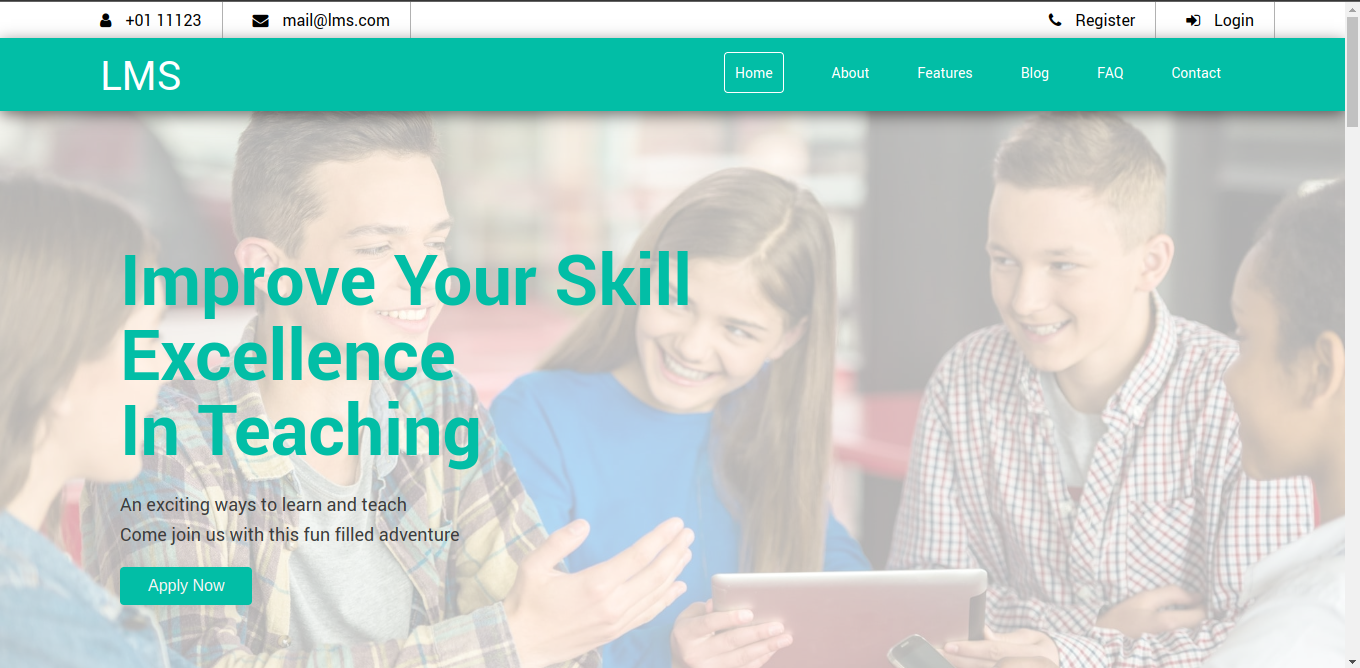 +01 11123
mail@lms.com
Register
Login
LMS
Home
About
Features
Blog
FAQ
Contact
Improve Your Skill
Excellence
In Teaching
An exciting ways to learn and teach
Come join us with this fun filled adventure
Apply Now